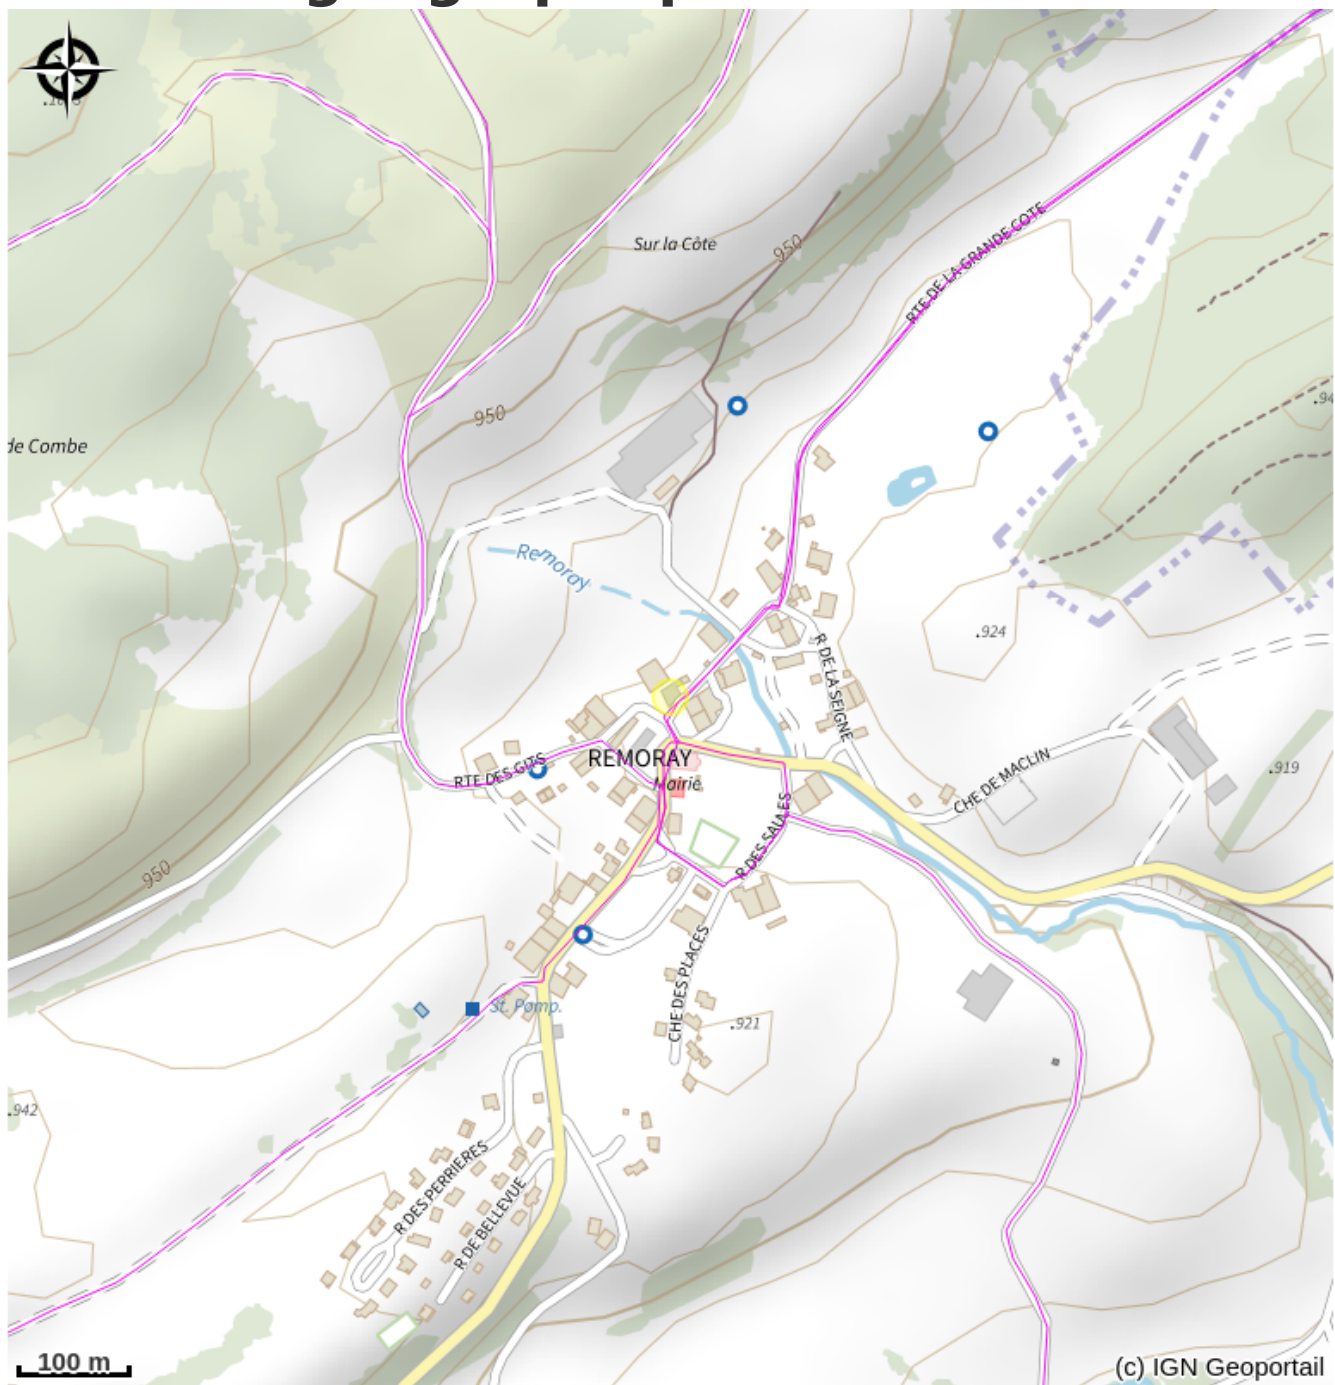 Sur la Côte
950
RTE DE LA GRANDE COTE
950
de Combe
Remoray
.924
R DE LA SEIGNE
REMORAY
RTE DES GITS
Mairie
CHE DE MACLIN
.919
R DES SAULES
950
CHE DES PLACES
St. Pomp.
.921
.942
R DES PERRIERES
R DE BELLEVUE
100 m
(c) IGN Geoportail